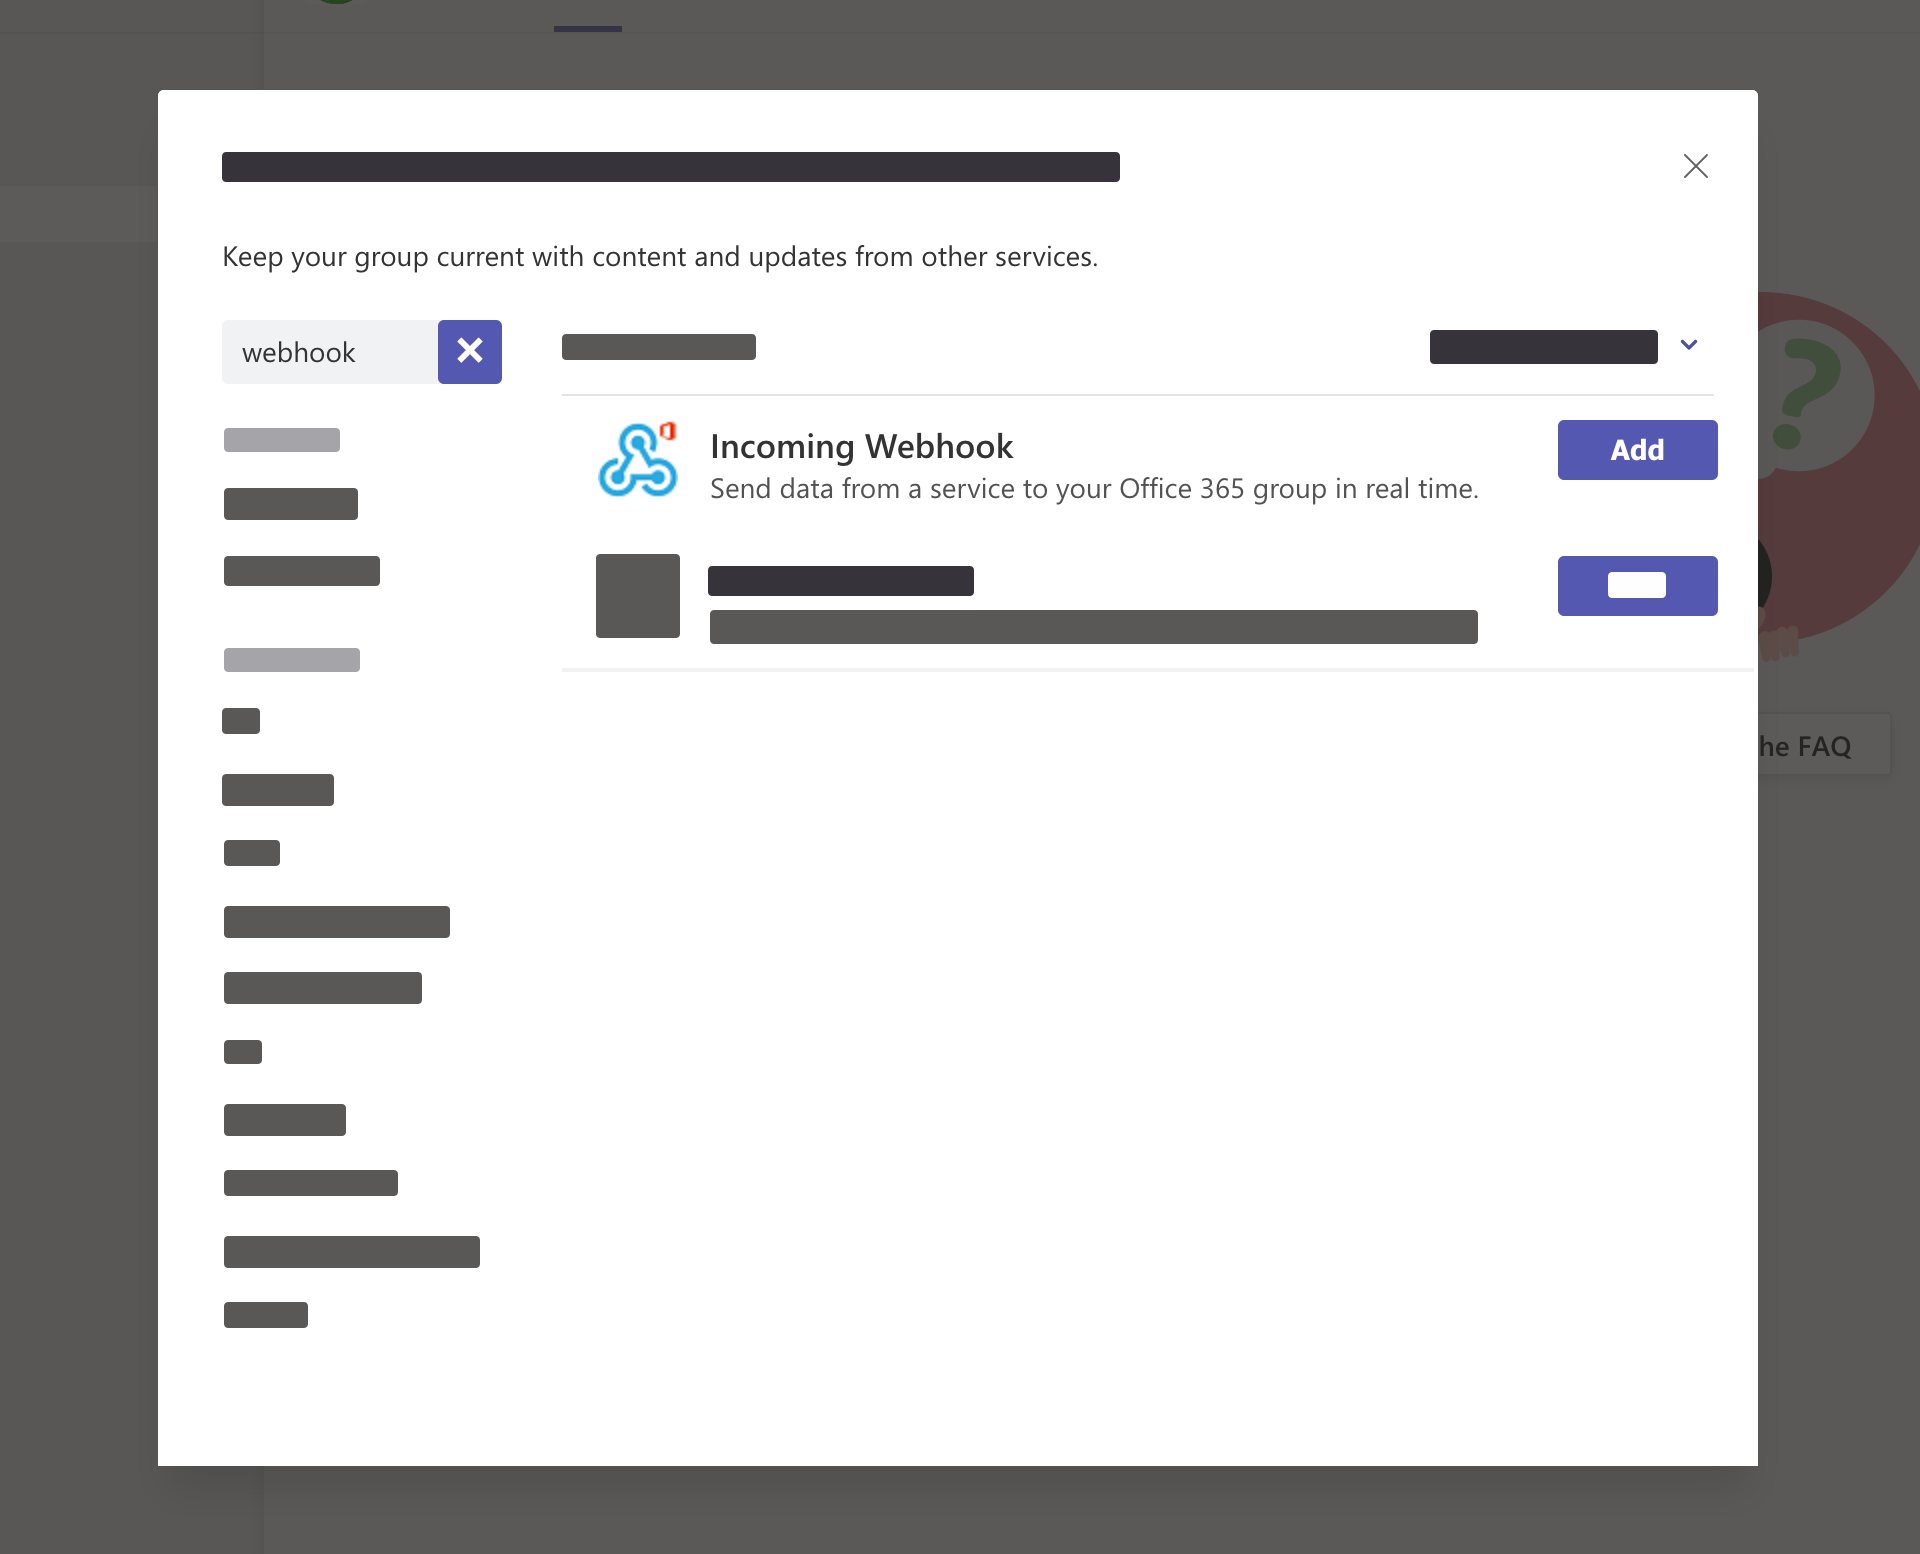 Keep your group current with content and updates from other services.
webhook
Incoming Webhook
Add
Send data from a service to your Office 365 group in real time.
he FAQ